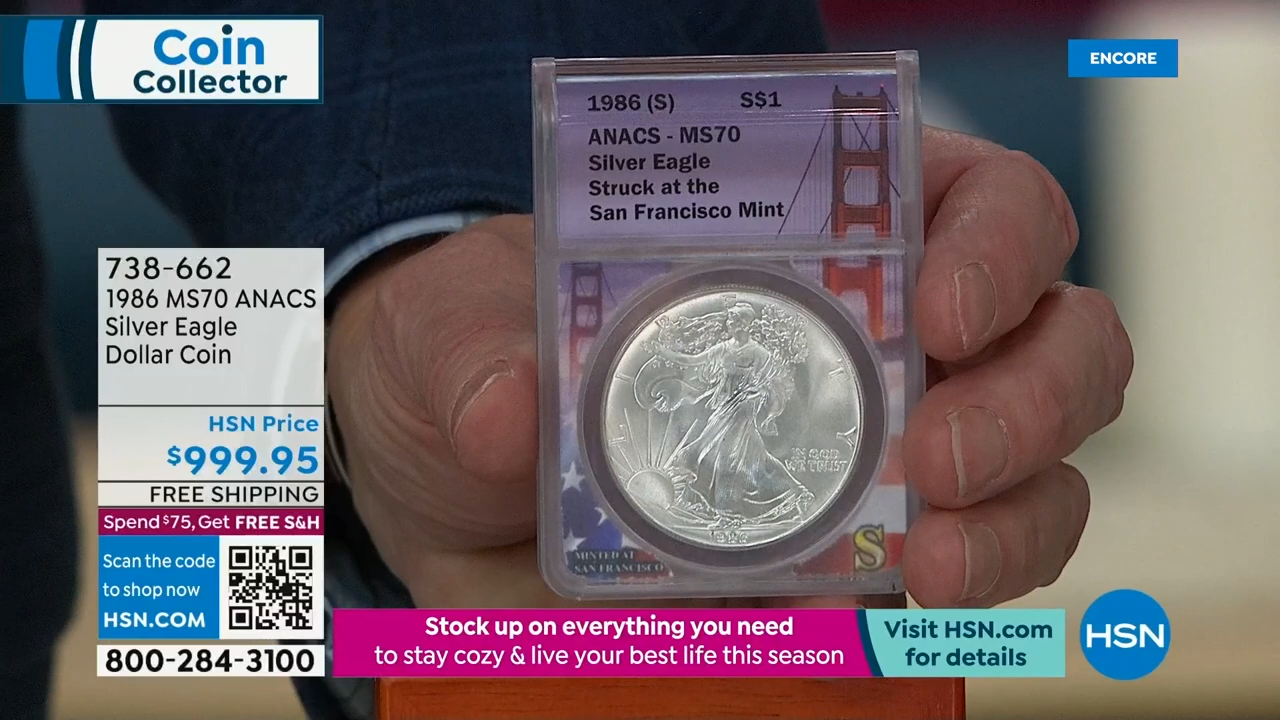 Coin
Collector
ENCORE
1986 (S) S$1
ANACS - MS70
Silver Eagle
Struck at the
San Francisco Mint
LIBERTY
IN GOD
WE TRUST
1986
MINTED AT
SAN FRANCISCO
S
738-662
1986 MS70 ANACS
Silver Eagle
Dollar Coin
HSN Price
$999.95
FREE SHIPPING
Spend $75, Get FREE S&H
Scan the code
to shop now
HSN.COM
800-284-3100
Stock up on everything you need
to stay cozy & live your best life this season
Visit HSN.com
for details
HSN